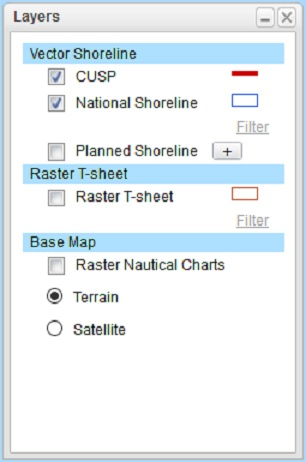 Layers
Vector Shoreline
CUSP
National Shoreline
Filter
Planned Shoreline +
Raster T-sheet
Raster T-sheet
Filter
Base Map
Raster Nautical Charts
Terrain
Satellite